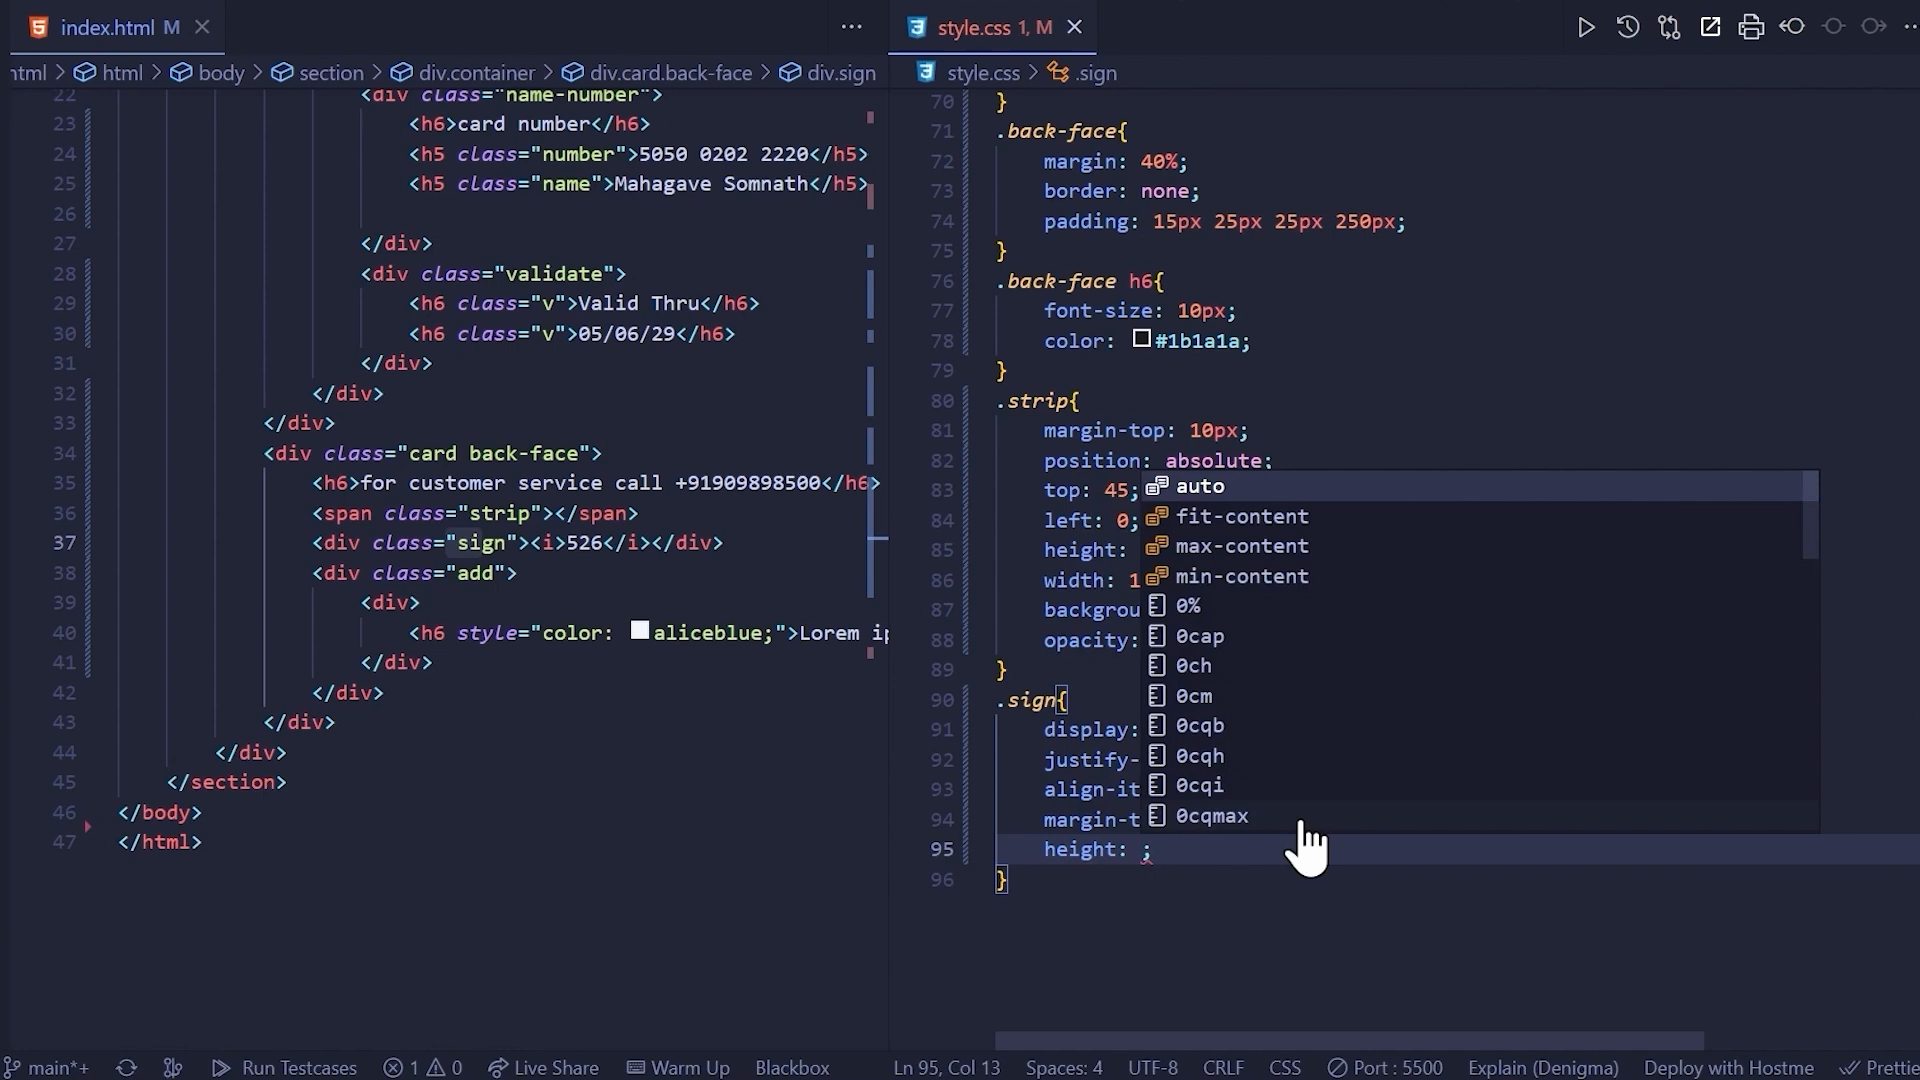 index.html M
style.css 1, M
html > body > section > div.container > div.card.back-face > div.sign
style.css > .sign
22 <div class="name-number">
23 <h6>card number</h6>
24 <h5 class="number">5050 0202 2220</h5>
25 <h5 class="name">Mahagave Somnath</h5>
26
27 </div>
28 <div class="validate">
29 <h6 class="v">Valid Thru</h6>
30 <h6 class="v">05/06/29</h6>
31 </div>
32 </div>
33 </div>
34 <div class="card back-face">
35 <h6>for customer service call +91909898500</h6>
36 <span class="strip"></span>
37 <div class="sign"><i>526</i></div>
38 <div class="add">
39 <div>
40 <h6 style="color: aliceblue;">Lorem ip
41 </div>
42 </div>
43 </div>
44 </div>
45 </section>
46 </body>
47 </html>
70 }
71 .back-face{
72 margin: 40%;
73 border: none;
74 padding: 15px 25px 25px 250px;
75 }
76 .back-face h6{
77 font-size: 10px;
78 color: #1b1a1a;
79 }
80 .strip{
81 margin-top: 10px;
82 position: absolute;
83 top: 45;
84 left: 0;
85 height:
86 width: 1
87 backgrou
88 opacity:
89 }
90 .sign{
91 display:
92 justify-
93 align-it
94 margin-t
95 height: ;
96 }
auto
fit-content
max-content
min-content
0%
0cap
0ch
0cm
0cqb
0cqh
0cqi
0cqmax
main*+ Run Testcases 1 0 Live Share Warm Up Blackbox Ln 95, Col 13 Spaces: 4 UTF-8 CRLF CSS Port : 5500 Explain (Denigma) Deploy with Hostme Prettie